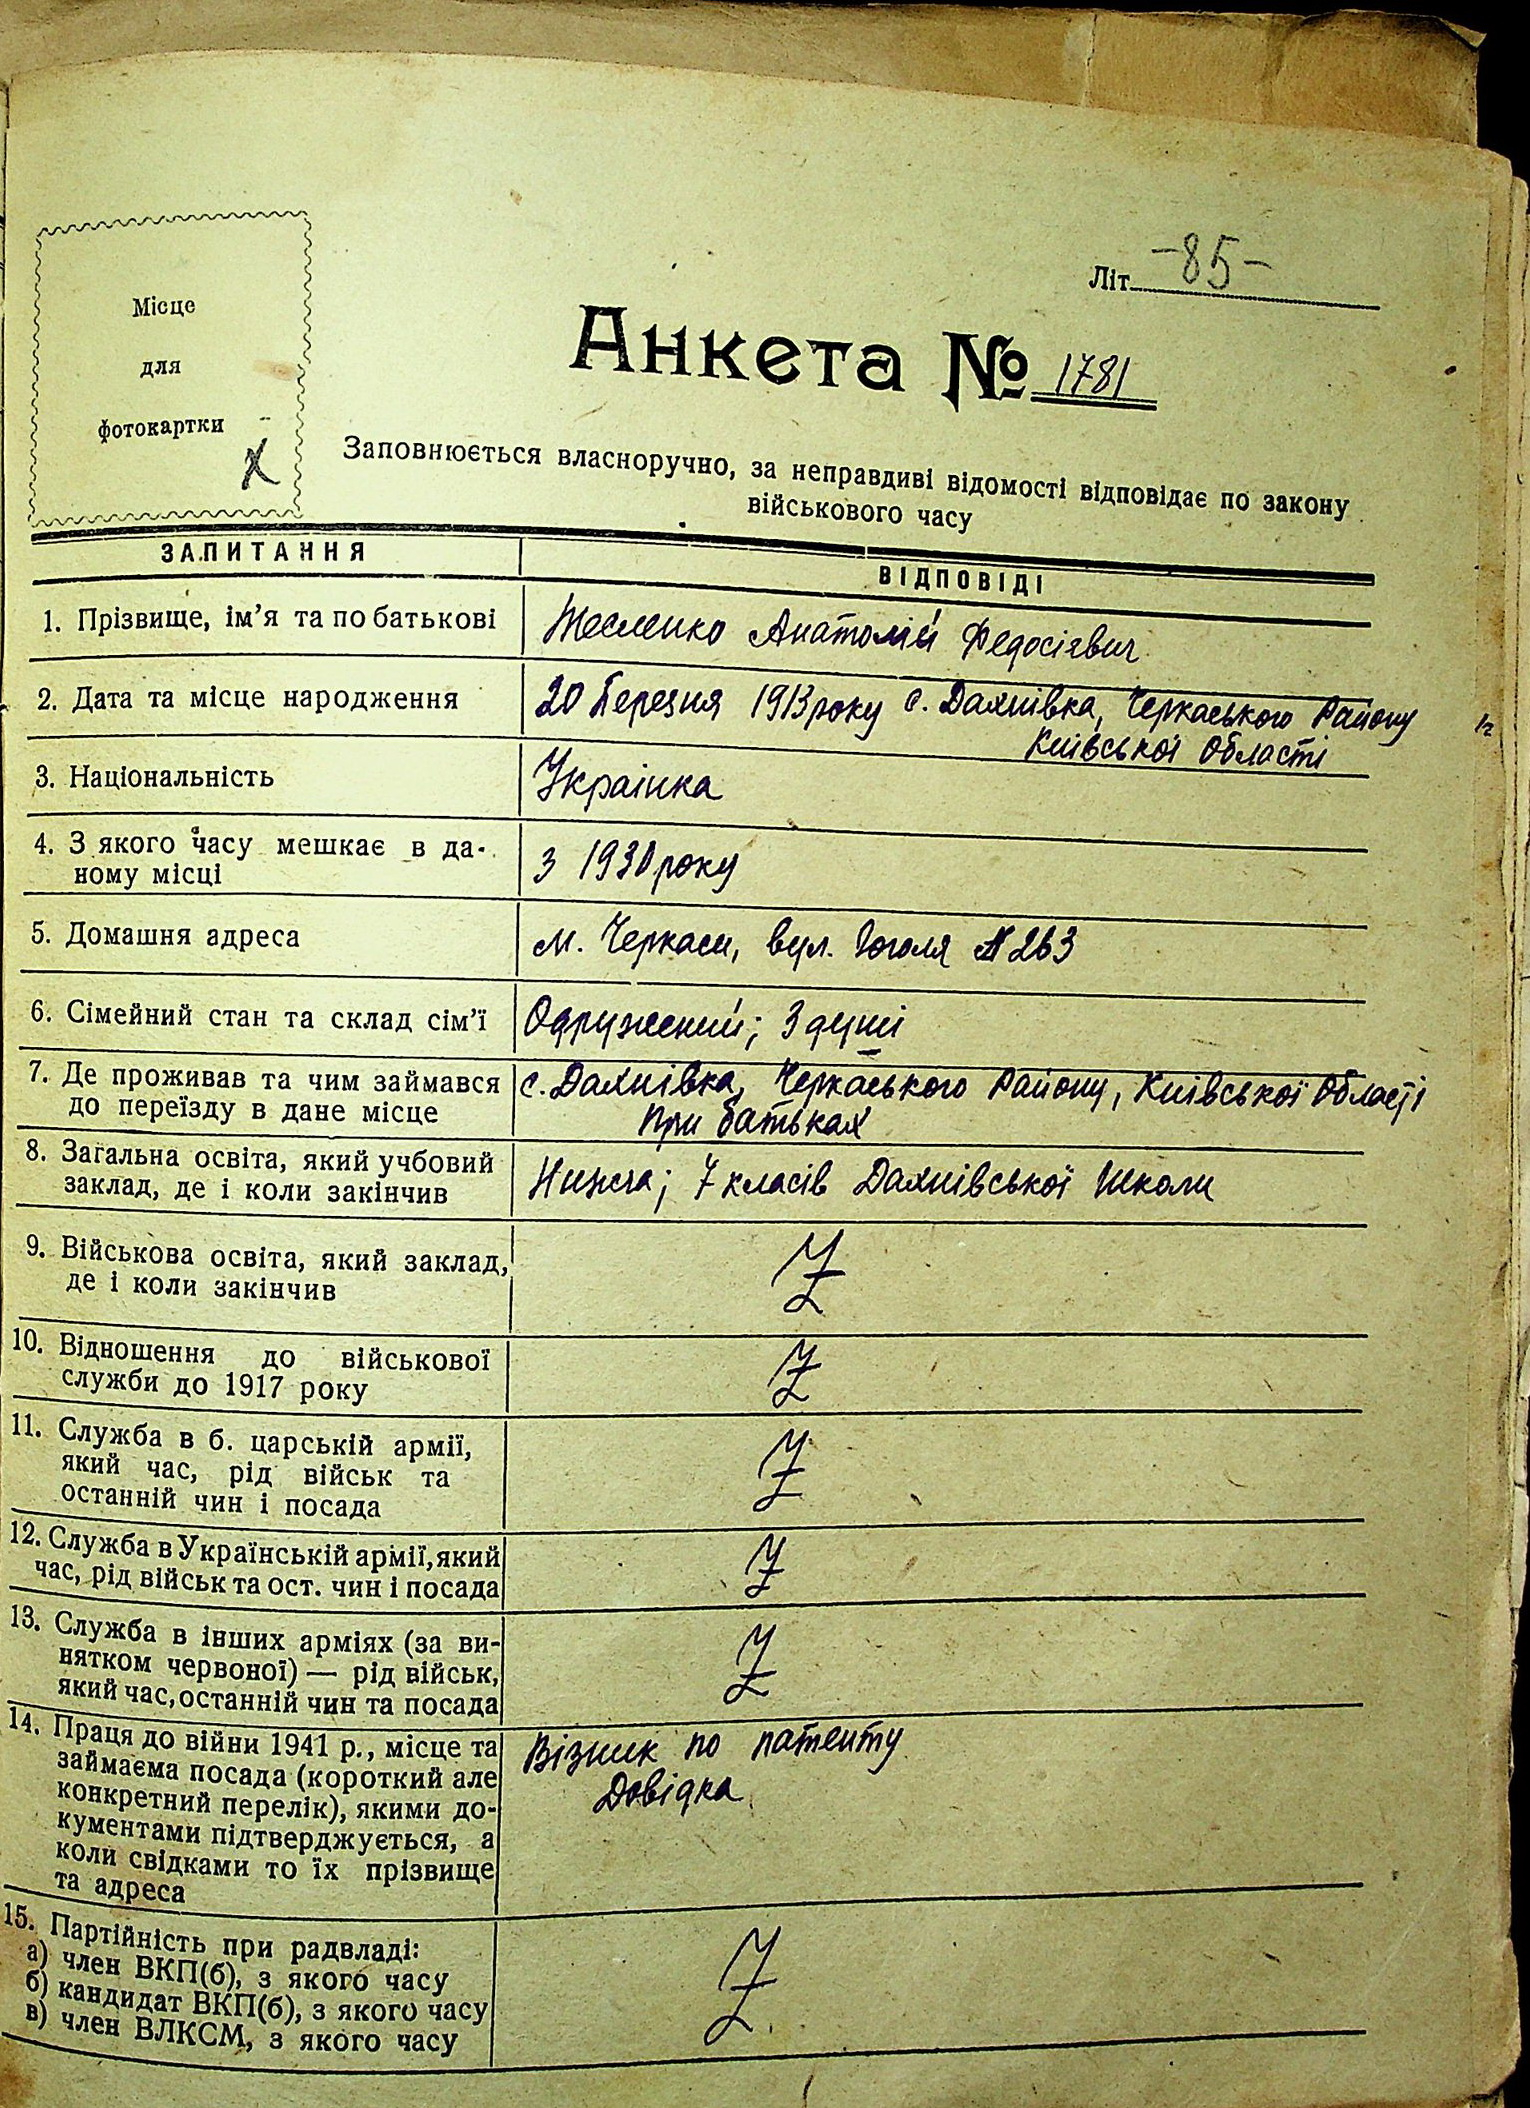 Місце
для
фотокартки
х
Літ. -85-
Анкета № 1781
Заповнюється власноручно, за неправдиві відомості відповідає по закону
військового часу
ЗАПИТАННЯ
ВІДПОВІДІ
1. Прізвище, ім'я та по батькові
Тесленко Анатолій Федосієвич
2. Дата та місце народження
20 Березня 1913 року с. Дахнівка, Черкаського Району
Київської Області
3. Національність
Українка
4. З якого часу мешкає в да-
ному місці
з 1930 року
5. Домашня адреса
м. Черкаси, вул. Гоголя № 263
6. Сімейний стан та склад сім'ї
Одружений; 3 душі
7. Де проживав та чим займався
до переїзду в дане місце
с. Дахнівка, Черкаського Району, Київської Області
при батьках
8. Загальна освіта, який учбовий
заклад, де і коли закінчив
Нижча; 7 класів Дахнівської Школи
9. Військова освіта, який заклад,
де і коли закінчив
10. Відношення до військової
служби до 1917 року
11. Служба в б. царській армії,
який час, рід військ та
останній чин і посада
12. Служба в Українській армії, який
час, рід військ та ост. чин і посада
13. Служба в інших арміях (за ви-
нятком червоної) — рід військ,
який час, останній чин та посада
14. Праця до війни 1941 р., місце та
займаєма посада (короткий але
конкретний перелік), якими до-
кументами підтверджується, а
коли свідками то їх прізвище
та адреса
Візник по патенту
Довідка
15. Партійність при радвладі:
а) член ВКП(б), з якого часу
б) кандидат ВКП(б), з якого часу
в) член ВЛКСМ, з якого часу